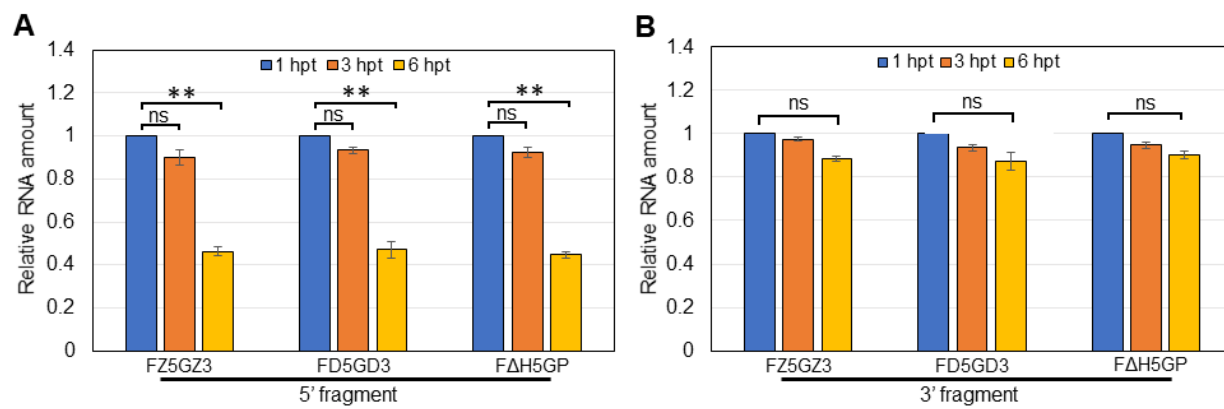 A
1.4
1.2
1
0.8
0.6
0.4
0.2
0
Relative RNA amount
1 hpt 3 hpt 6 hpt
** ** **
ns ns ns
FZ5GZ3 FD5GD3 FΔH5GP
5' fragment
B
1.4
1.2
1
0.8
0.6
0.4
0.2
0
Relative RNA amount
1 hpt 3 hpt 6 hpt
ns ns ns
FZ5GZ3 FD5GD3 FΔH5GP
3' fragment